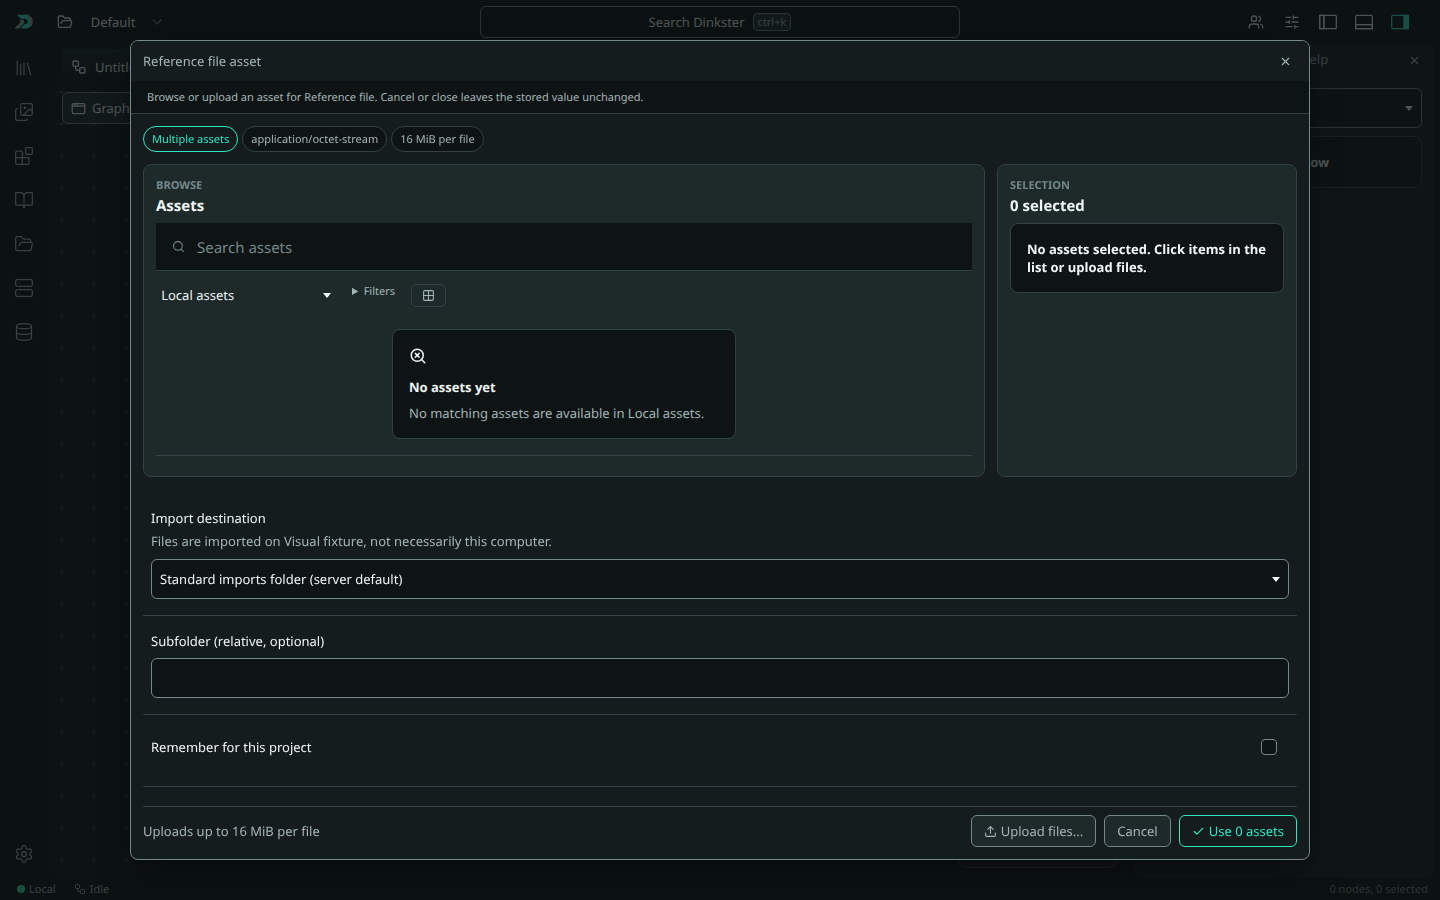 Default
Search Dinkster ctrl+k
Reference file asset
Browse or upload an asset for Reference file. Cancel or close leaves the stored value unchanged.
Multiple assets
application/octet-stream
16 MiB per file
BROWSE
Assets
Search assets
Local assets
Filters
No assets yet
No matching assets are available in Local assets.
SELECTION
0 selected
No assets selected. Click items in the
list or upload files.
Import destination
Files are imported on Visual fixture, not necessarily this computer.
Standard imports folder (server default)
Subfolder (relative, optional)
Remember for this project
Uploads up to 16 MiB per file
Upload files...
Cancel
Use 0 assets
Untitl
Graph
elp
ow
Local
Idle
0 nodes, 0 selected